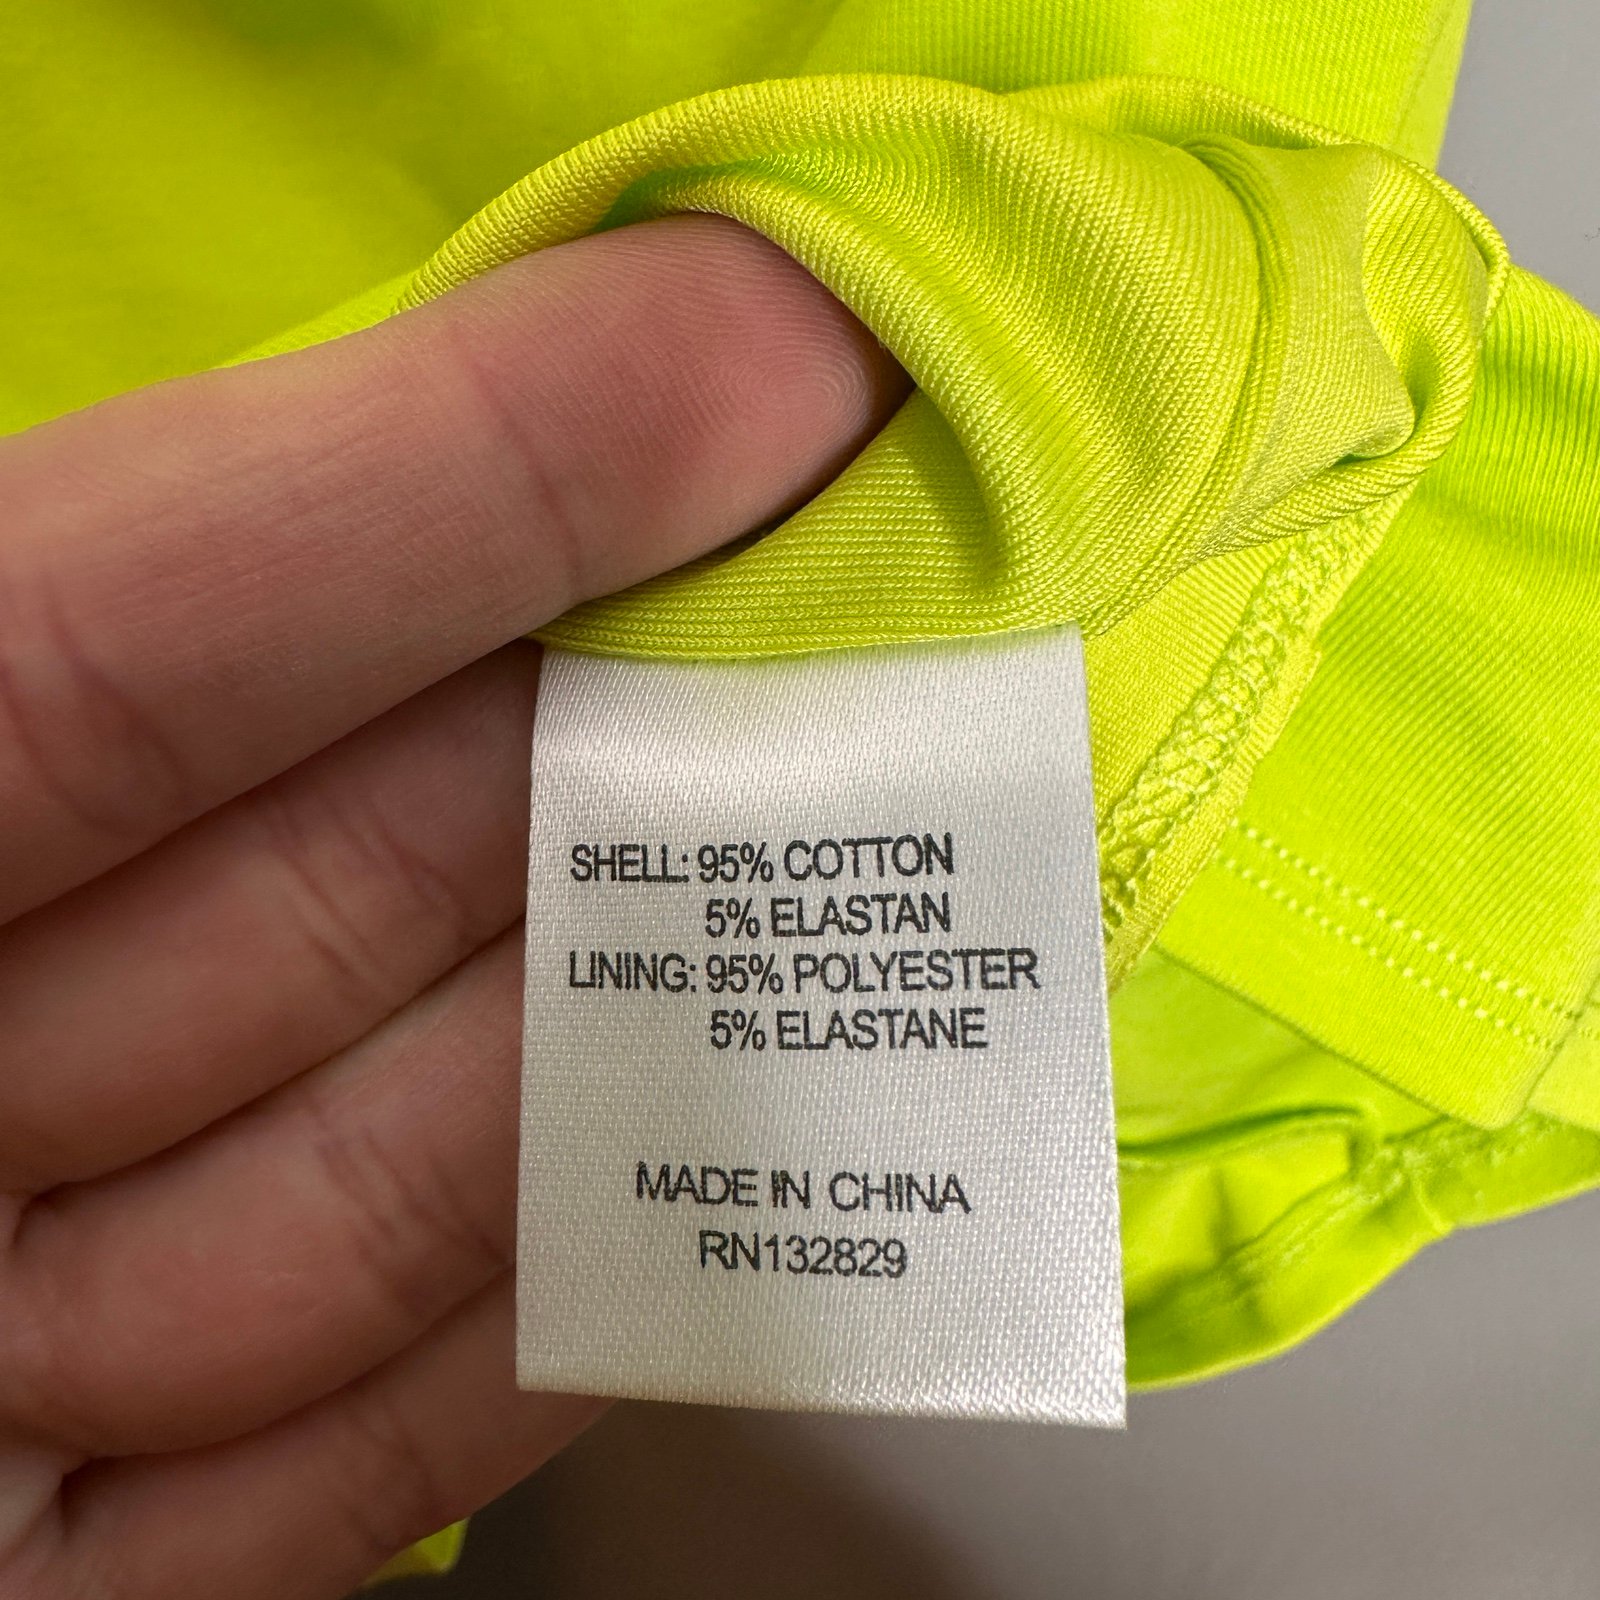 SHELL: 95% COTTON
5% ELASTAN
LINING: 95% POLYESTER
5% ELASTANE
MADE IN CHINA
RN132829